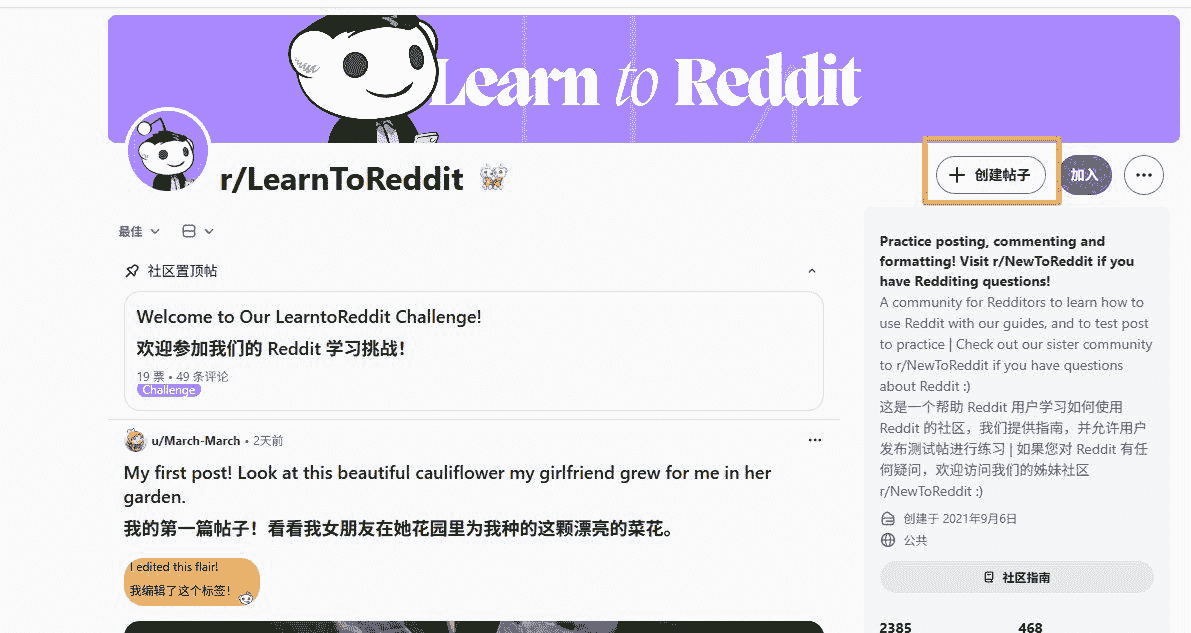 Learn to Reddit
r/LearnToReddit
创建帖子
加入
最佳
社区置顶帖
Welcome to Our LearntoReddit Challenge!
欢迎参加我们的 Reddit 学习挑战！
19 票 • 49 条评论
Challenge
u/March-March • 2天前
My first post! Look at this beautiful cauliflower my girlfriend grew for me in her
garden.
我的第一篇帖子！看看我女朋友在她花园里为我种的这颗漂亮的菜花。
I edited this flair!
我编辑了这个标签！
Practice posting, commenting and
formatting! Visit r/NewToReddit if you
have Redditing questions!
A community for Redditors to learn how to
use Reddit with our guides, and to test post
to practice | Check out our sister community
to r/NewToReddit if you have questions
about Reddit :)
这是一个帮助 Reddit 用户学习如何使用
Reddit 的社区，我们提供指南，并允许用户
发布测试帖进行练习 | 如果您对 Reddit 有任
何疑问，欢迎访问我们的姊妹社区
r/NewToReddit :)
创建于 2021年9月6日
公共
社区指南
2385
468